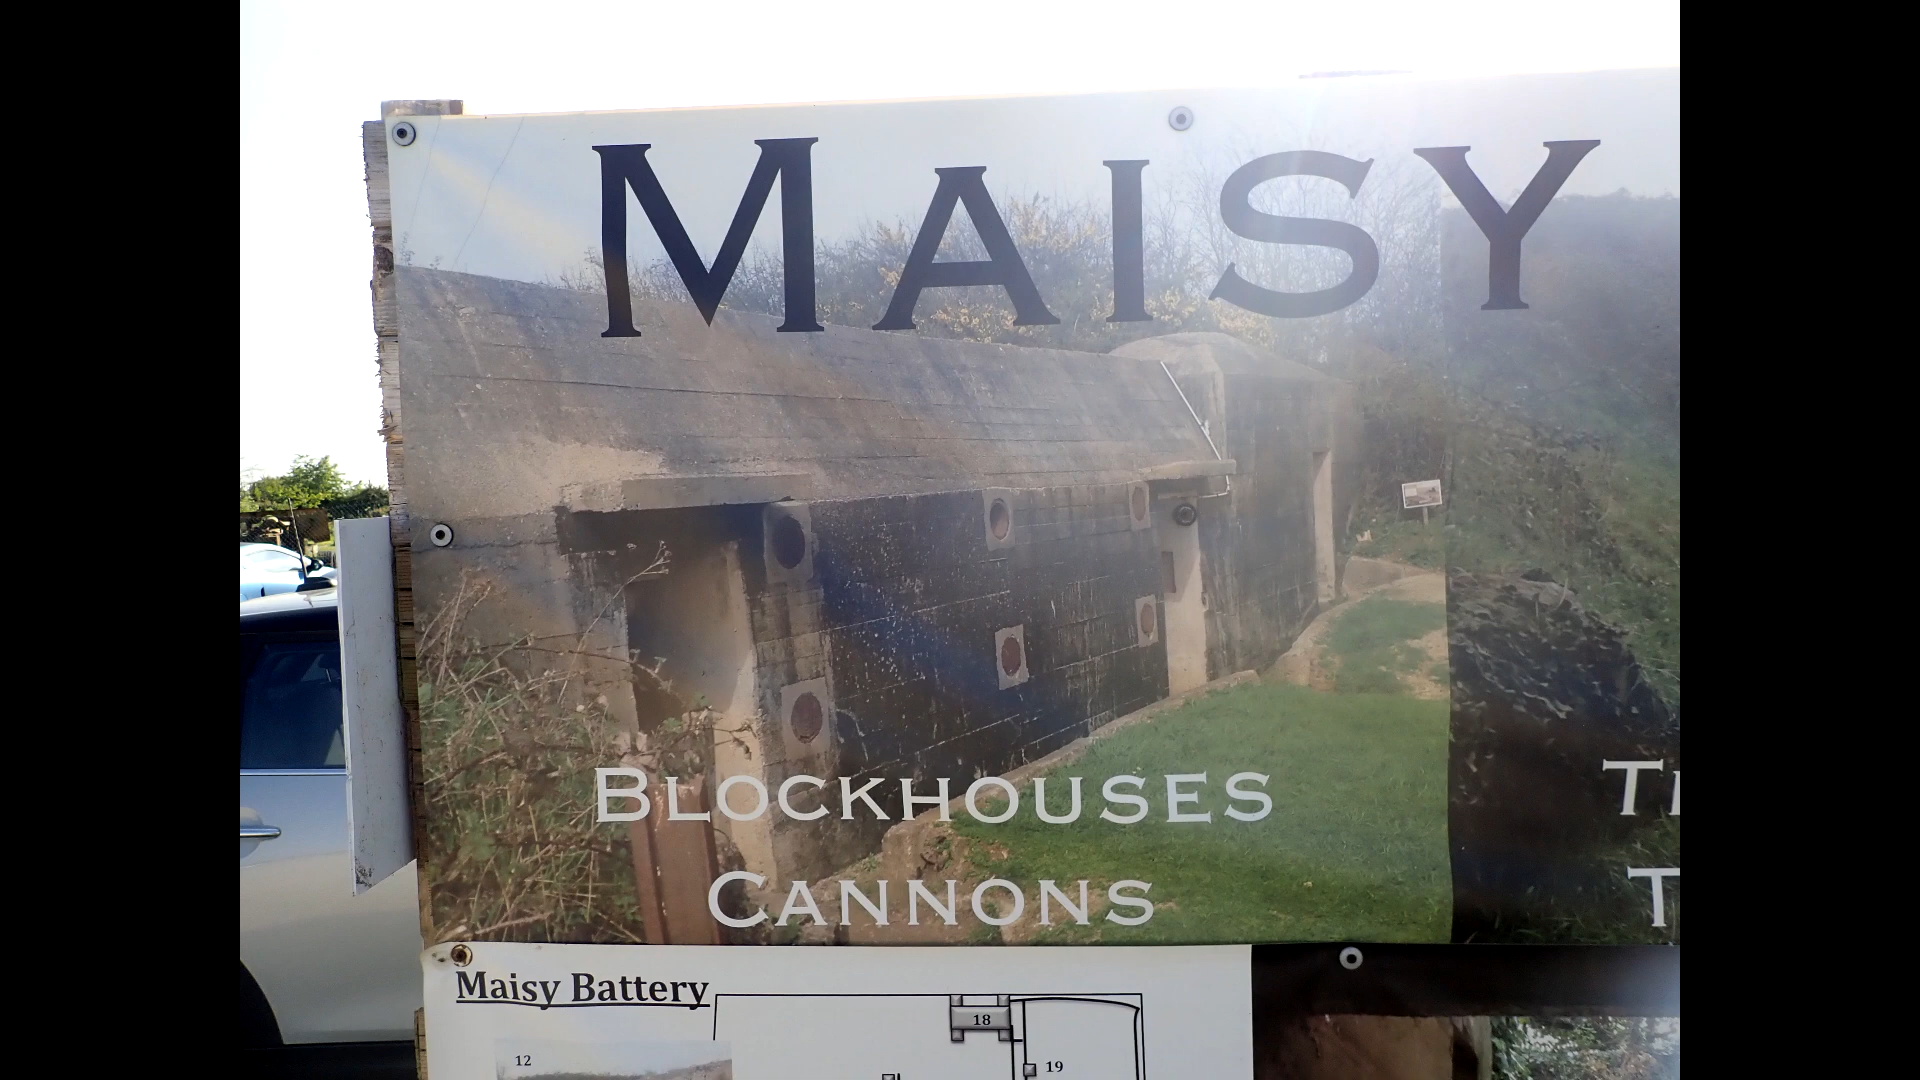 MAISY
BLOCKHOUSES
CANNONS
Maisy Battery
18
12
19